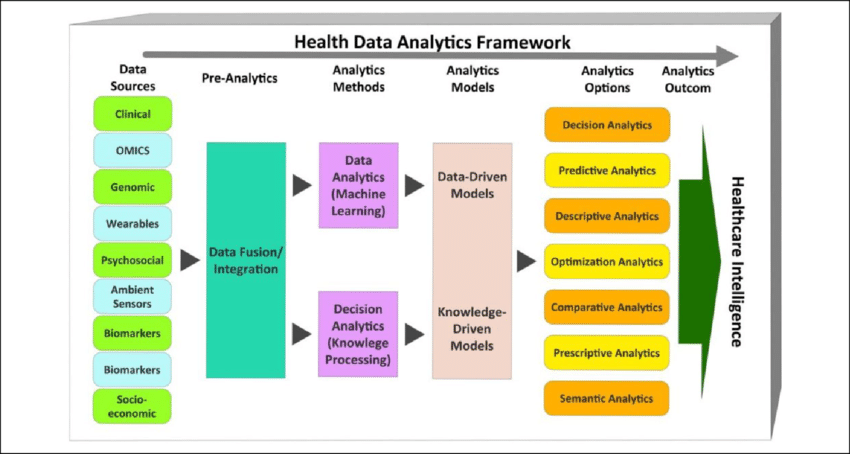 Health Data Analytics Framework
Data
Sources
Pre-Analytics
Analytics
Methods
Analytics
Models
Analytics
Options
Analytics
Outcom
Clinical
OMICS
Genomic
Wearables
Psychosocial
Ambient
Sensors
Biomarkers
Biomarkers
Socio-
economic
Data Fusion/
Integration
Data
Analytics
(Machine
Learning)
Decision
Analytics
(Knowlege
Processing)
Data-Driven
Models
Knowledge-
Driven
Models
Decision Analytics
Predictive Analytics
Descriptive Analytics
Optimization Analytics
Comparative Analytics
Prescriptive Analytics
Semantic Analytics
Healthcare Intelligence